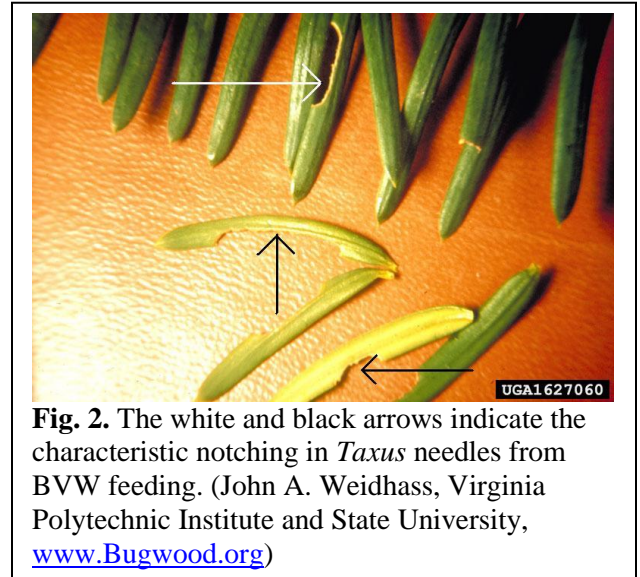 UGA1627060
Fig. 2. The white and black arrows indicate the
characteristic notching in Taxus needles from
BVW feeding. (John A. Weidhass, Virginia
Polytechnic Institute and State University,
www.Bugwood.org)